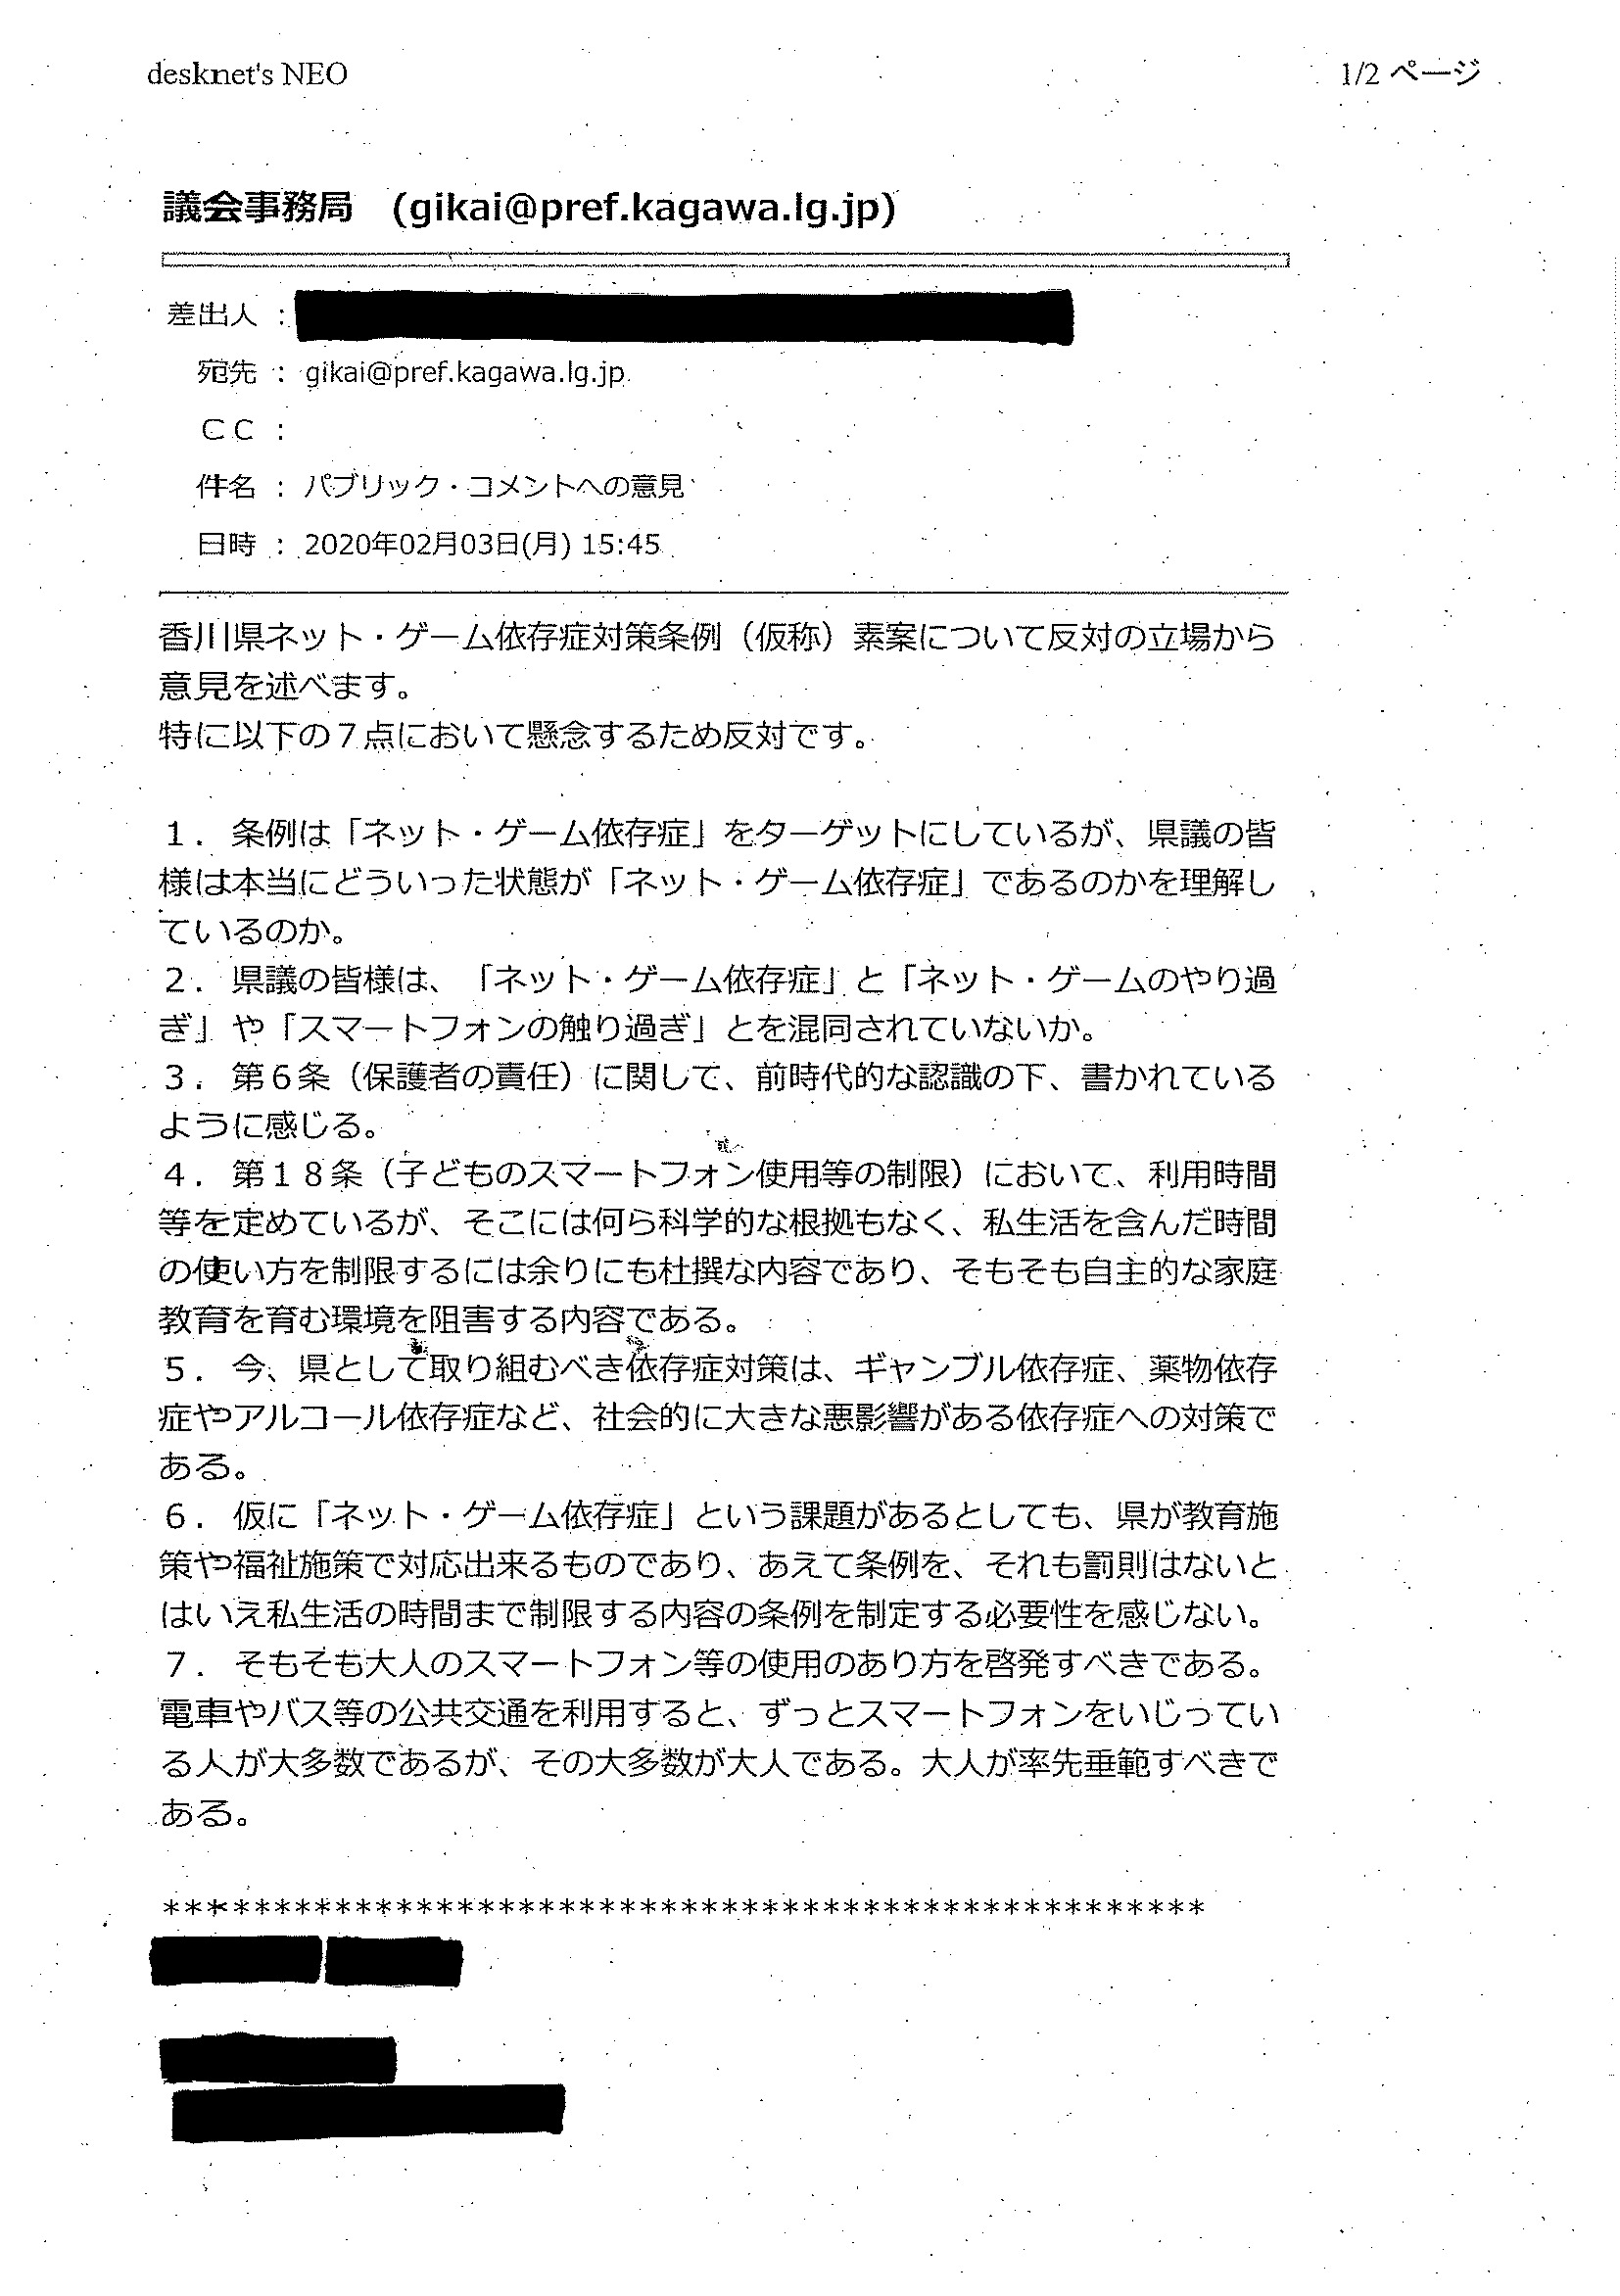 desknet's NEO
1/2 ページ
議会事務局 (gikai@pref.kagawa.lg.jp)
差出人 :
宛先 : gikai@pref.kagawa.lg.jp
ＣＣ :
件名 : パブリック・コメントへの意見
日時 : 2020年02月03日(月) 15:45
香川県ネット・ゲーム依存症対策条例（仮称）素案について反対の立場から
意見を述べます。
特に以下の７点において懸念するため反対です。
１．条例は「ネット・ゲーム依存症」をターゲットにしているが、県議の皆
様は本当にどういった状態が「ネット・ゲーム依存症」であるのかを理解し
ているのか。
２．県議の皆様は、「ネット・ゲーム依存症」と「ネット・ゲームのやり過
ぎ」や「スマートフォンの触り過ぎ」とを混同されていないか。
３．第６条（保護者の責任）に関して、前時代的な認識の下、書かれている
ように感じる。
４．第１８条（子どものスマートフォン使用等の制限）において、利用時間
等を定めているが、そこには何ら科学的な根拠もなく、私生活を含んだ時間
の使い方を制限するには余りにも杜撰な内容であり、そもそも自主的な家庭
教育を育む環境を阻害する内容である。
５．今、県として取り組むべき依存症対策は、ギャンブル依存症、薬物依存
症やアルコール依存症など、社会的に大きな悪影響がある依存症への対策で
ある。
６．仮に「ネット・ゲーム依存症」という課題があるとしても、県が教育施
策や福祉施策で対応出来るものであり、あえて条例を、それも罰則はないと
はいえ私生活の時間まで制限する内容の条例を制定する必要性を感じない。
７．そもそも大人のスマートフォン等の使用のあり方を啓発すべきである。
電車やバス等の公共交通を利用すると、ずっとスマートフォンをいじってい
る人が大多数であるが、その大多数が大人である。大人が率先垂範すべきで
ある。
****************************************************